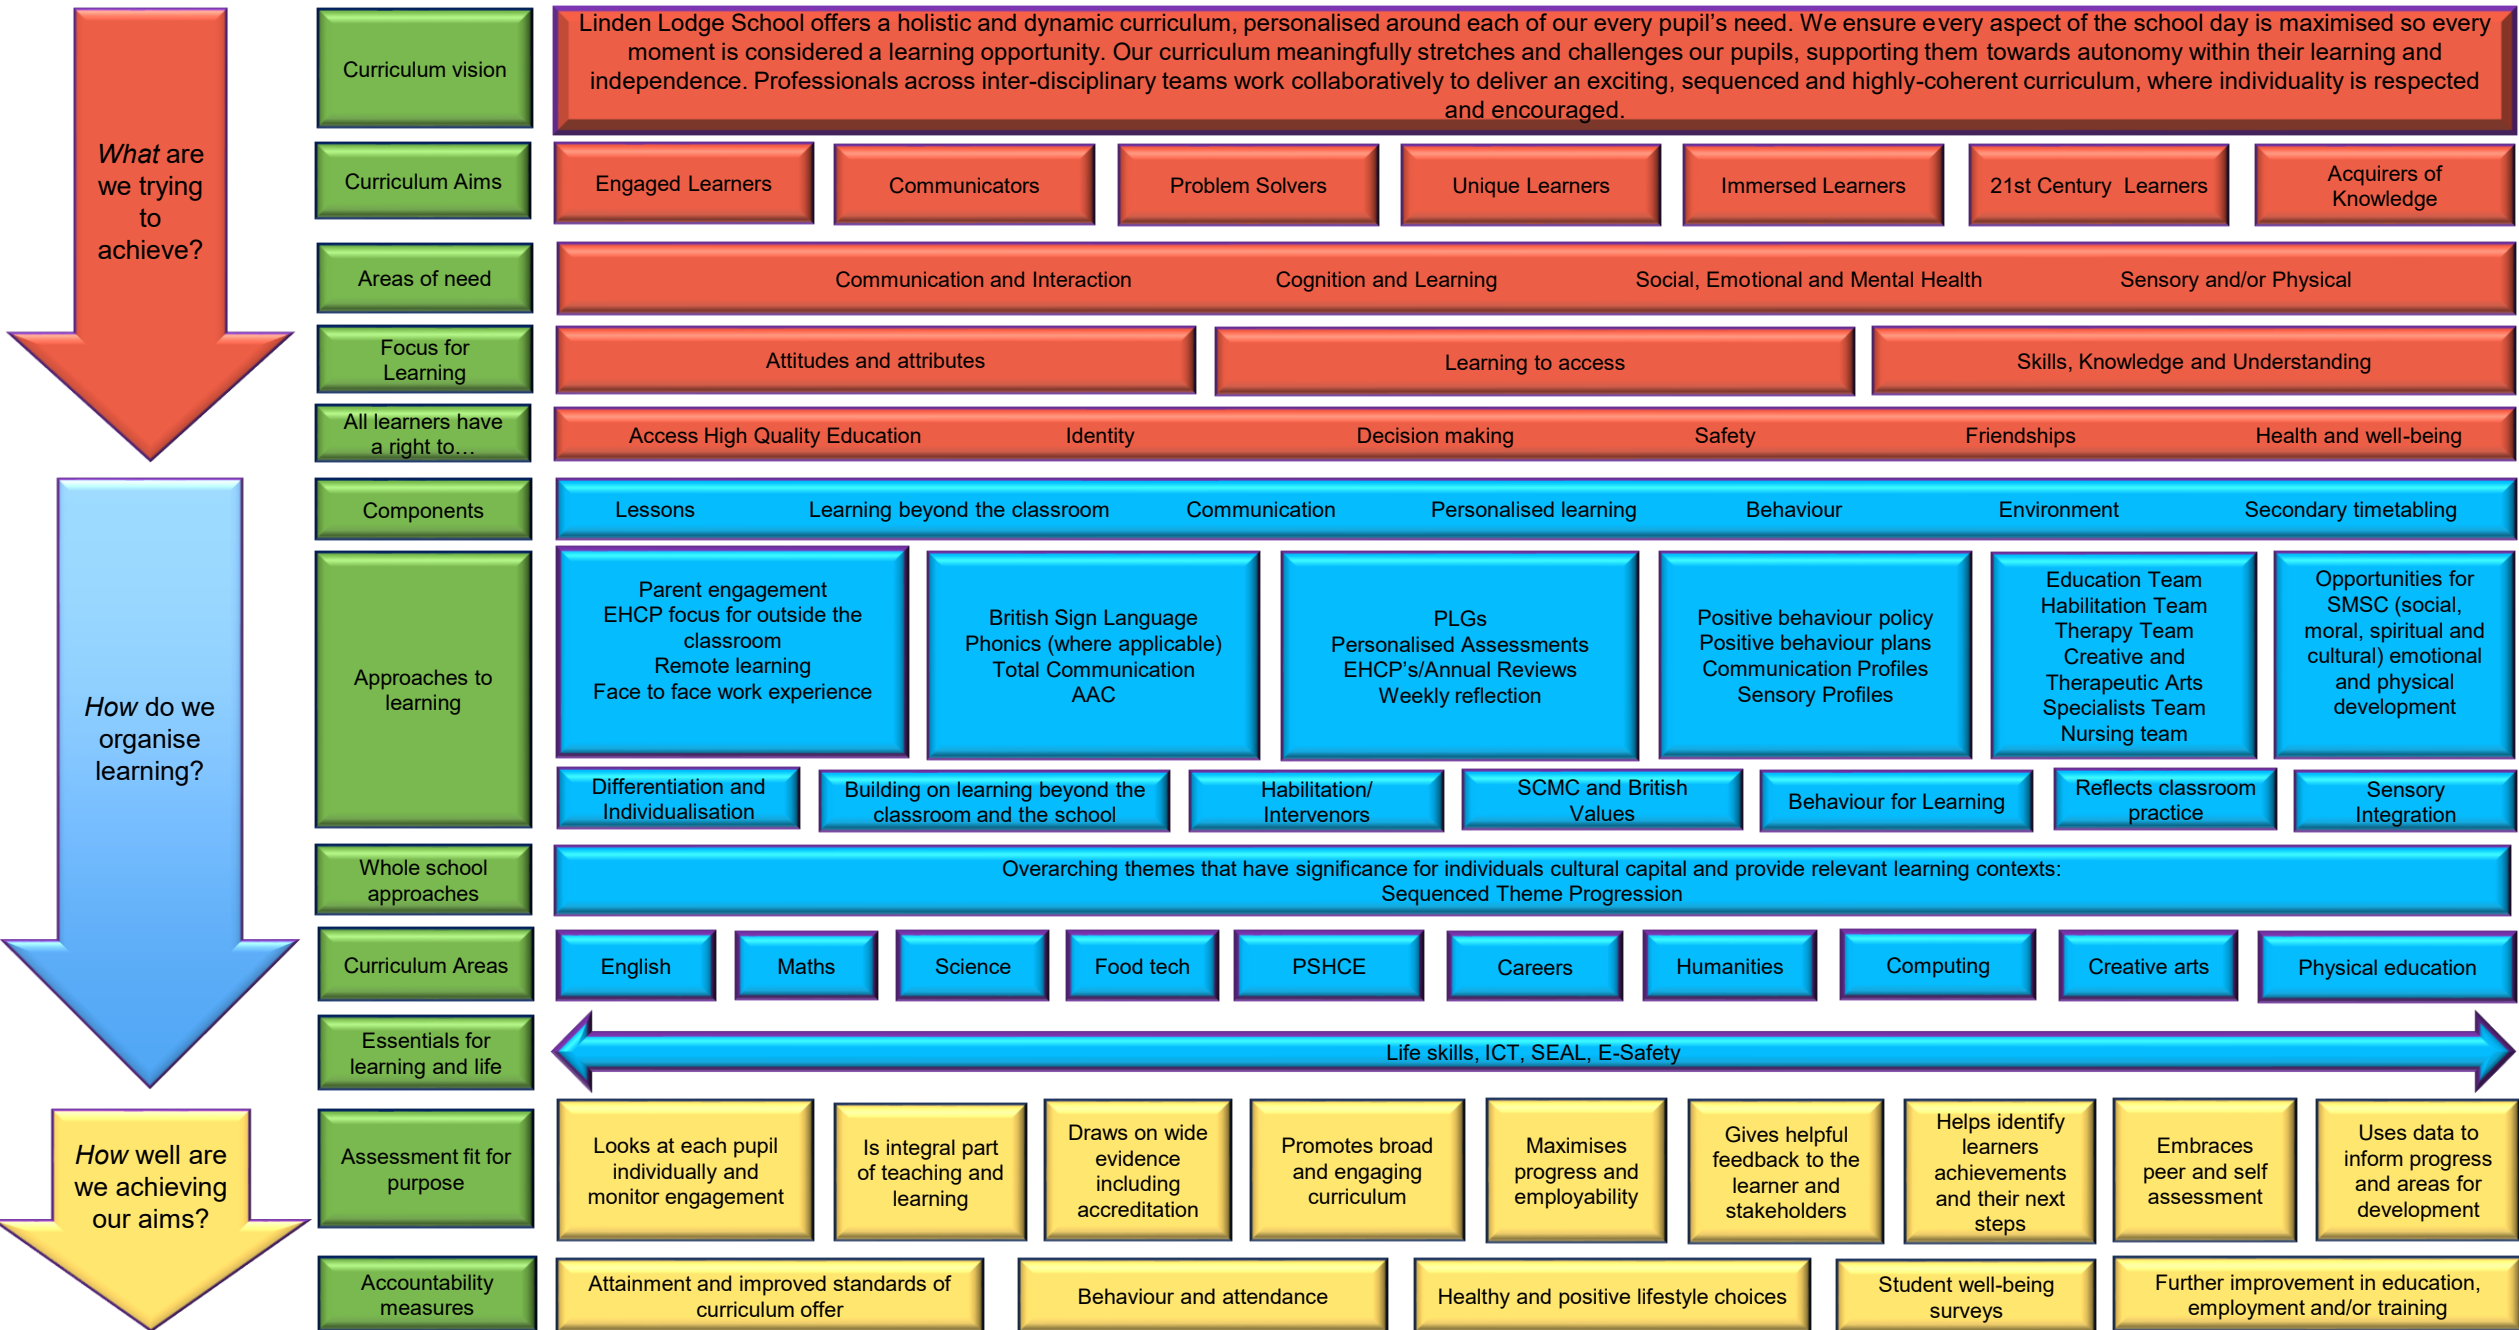 What are
we trying
to
achieve?
Curriculum vision
Linden Lodge School offers a holistic and dynamic curriculum, personalised around each of our every pupil's need. We ensure every aspect of the school day is maximised so every
moment is considered a learning opportunity. Our curriculum meaningfully stretches and challenges our pupils, supporting them towards autonomy within their learning and
independence. Professionals across inter-disciplinary teams work collaboratively to deliver an exciting, sequenced and highly-coherent curriculum, where individuality is respected
and encouraged.
Curriculum Aims
Engaged Learners
Communicators
Problem Solvers
Unique Learners
Immersed Learners
21st Century Learners
Acquirers of
Knowledge
Areas of need
Communication and Interaction
Cognition and Learning
Social, Emotional and Mental Health
Sensory and/or Physical
Focus for
Learning
Attitudes and attributes
Learning to access
Skills, Knowledge and Understanding
All learners have
a right to…
Access High Quality Education
Identity
Decision making
Safety
Friendships
Health and well-being
How do we
organise
learning?
Components
Lessons
Learning beyond the classroom
Communication
Personalised learning
Behaviour
Environment
Secondary timetabling
Approaches to
learning
Parent engagement
EHCP focus for outside the
classroom
Remote learning
Face to face work experience
British Sign Language
Phonics (where applicable)
Total Communication
AAC
PLGs
Personalised Assessments
EHCP's/Annual Reviews
Weekly reflection
Positive behaviour policy
Positive behaviour plans
Communication Profiles
Sensory Profiles
Education Team
Habilitation Team
Therapy Team
Creative and
Therapeutic Arts
Specialists Team
Nursing team
Opportunities for
SMSC (social,
moral, spiritual and
cultural) emotional
and physical
development
Differentiation and
Individualisation
Building on learning beyond the
classroom and the school
Habilitation/
Intervenors
SCMC and British
Values
Behaviour for Learning
Reflects classroom
practice
Sensory
Integration
Whole school
approaches
Overarching themes that have significance for individuals cultural capital and provide relevant learning contexts:
Sequenced Theme Progression
Curriculum Areas
English
Maths
Science
Food tech
PSHCE
Careers
Humanities
Computing
Creative arts
Physical education
Essentials for
learning and life
Life skills, ICT, SEAL, E-Safety
How well are
we achieving
our aims?
Assessment fit for
purpose
Looks at each pupil
individually and
monitor engagement
Is integral part
of teaching and
learning
Draws on wide
evidence
including
accreditation
Promotes broad
and engaging
curriculum
Maximises
progress and
employability
Gives helpful
feedback to the
learner and
stakeholders
Helps identify
learners
achievements
and their next
steps
Embraces
peer and self
assessment
Uses data to
inform progress
and areas for
development
Accountability
measures
Attainment and improved standards of
curriculum offer
Behaviour and attendance
Healthy and positive lifestyle choices
Student well-being
surveys
Further improvement in education,
employment and/or training